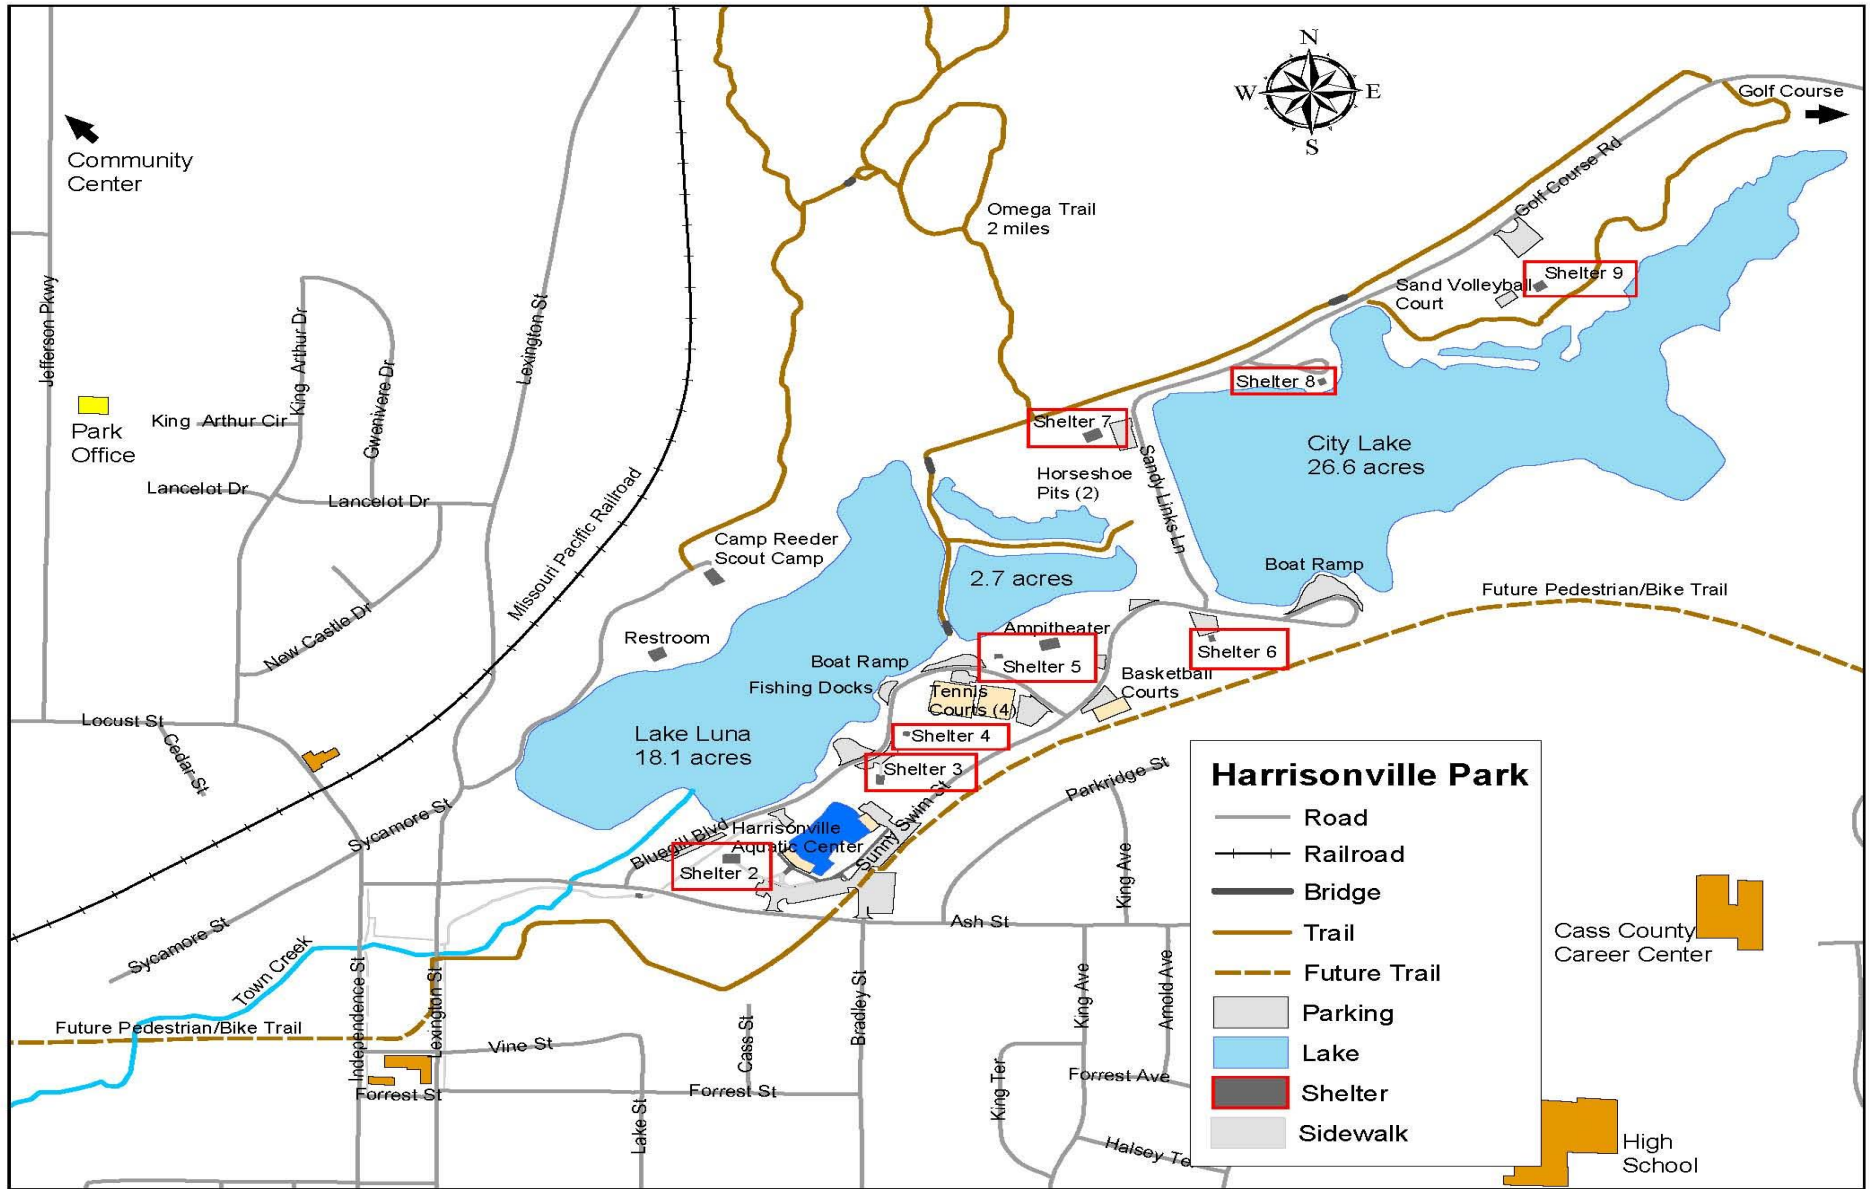 N
W
E
S
Golf Course
Community
Center
Golf Course Rd
Omega Trail
2 miles
Jefferson Pkwy
Lexington St
King Arthur Dr
Gwenivere Dr
Shelter 9
Sand Volleyball
Court
Shelter 8
King Arthur Cir
Park
Office
Shelter 7
City Lake
26.6 acres
Sandy Links Ln
Horseshoe
Pits (2)
Lancelot Dr
Lancelot Dr
Missouri Pacific Railroad
Camp Reeder
Scout Camp
2.7 acres
Boat Ramp
Future Pedestrian/Bike Trail
New Castle Dr
Restroom
Ampitheater
Shelter 5
Shelter 6
Boat Ramp
Fishing Docks
Basketball
Courts
Tennis
Courts (4)
Locust St
Cedar St
Lake Luna
18.1 acres
Shelter 4
Shelter 3
Parkridge St
Sycamore St
Bluegill Blvd
Harrisonville
Aquatic Center
Sunny Swim St
Shelter 2
King Ave
Ash St
Sycamore St
Town Creek
Independence St
Lexington St
Bradley St
King Ave
Arnold Ave
Future Pedestrian/Bike Trail
Vine St
Cass St
Forrest St
Forrest St
Lake St
King Ter
Forrest Ave
Halsey Te
Harrisonville Park
Road
Railroad
Bridge
Trail
Future Trail
Parking
Lake
Shelter
Sidewalk
Cass County
Career Center
High
School